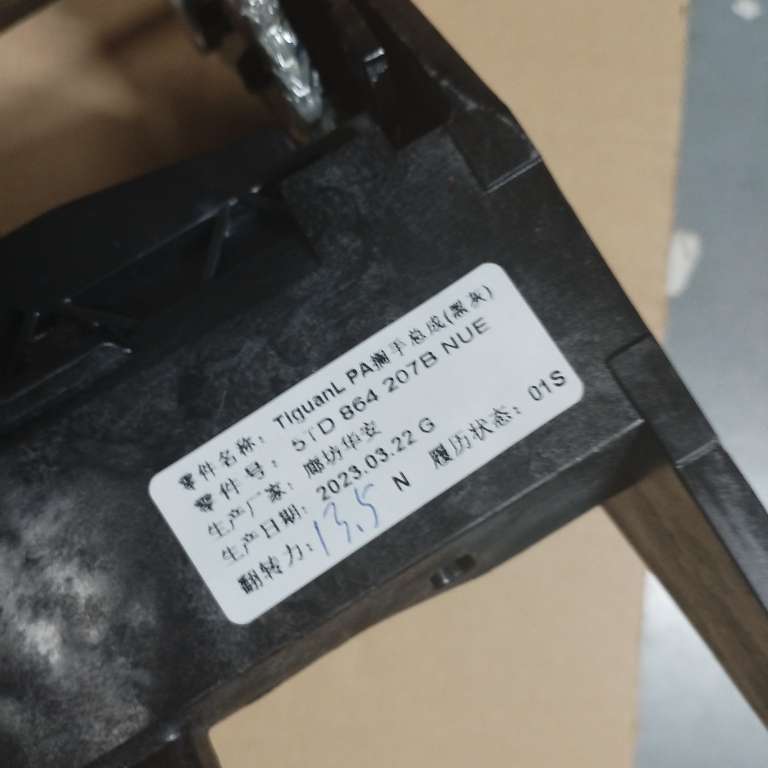 零件名称：TiguanL PA搁手总成(黑灰)
零 件 号：5TD 864 207B NUE
生产厂家：廊坊华安
生产日期：2023.03.22 G
翻转力：13.5 N 履历状态：01S